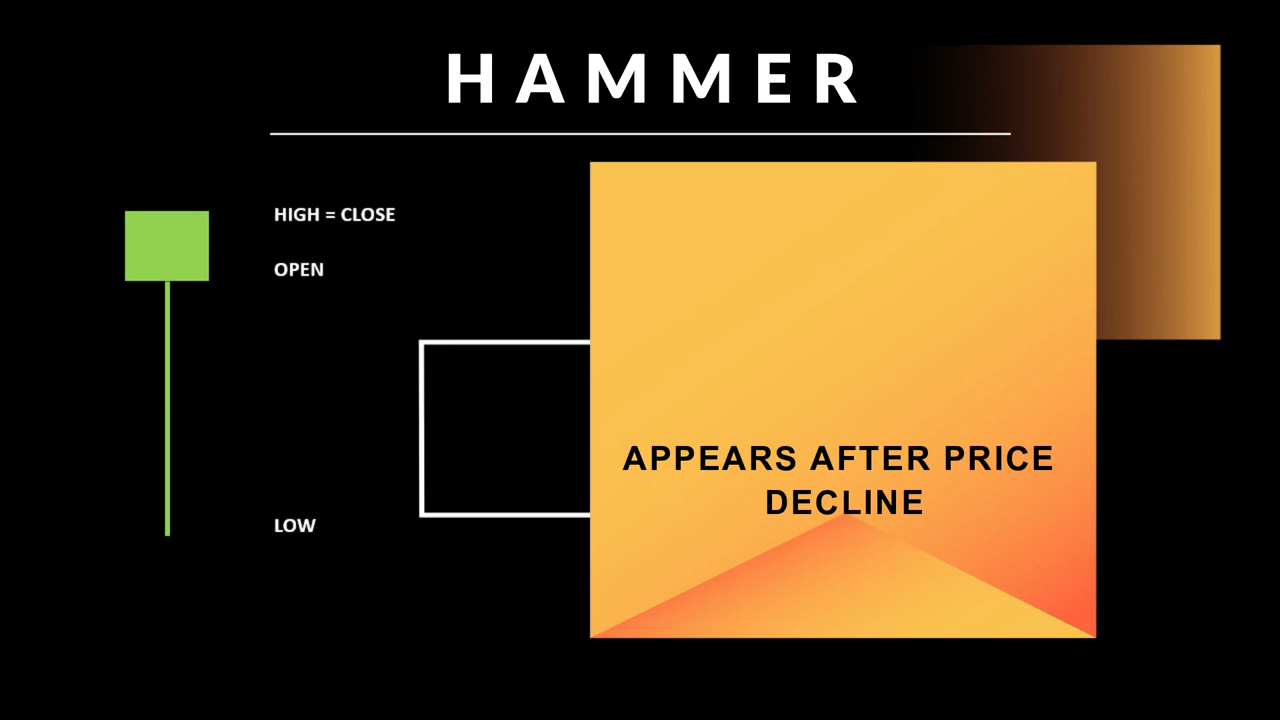 HAMMER
HIGH = CLOSE
OPEN
LOW
APPEARS AFTER PRICE
DECLINE